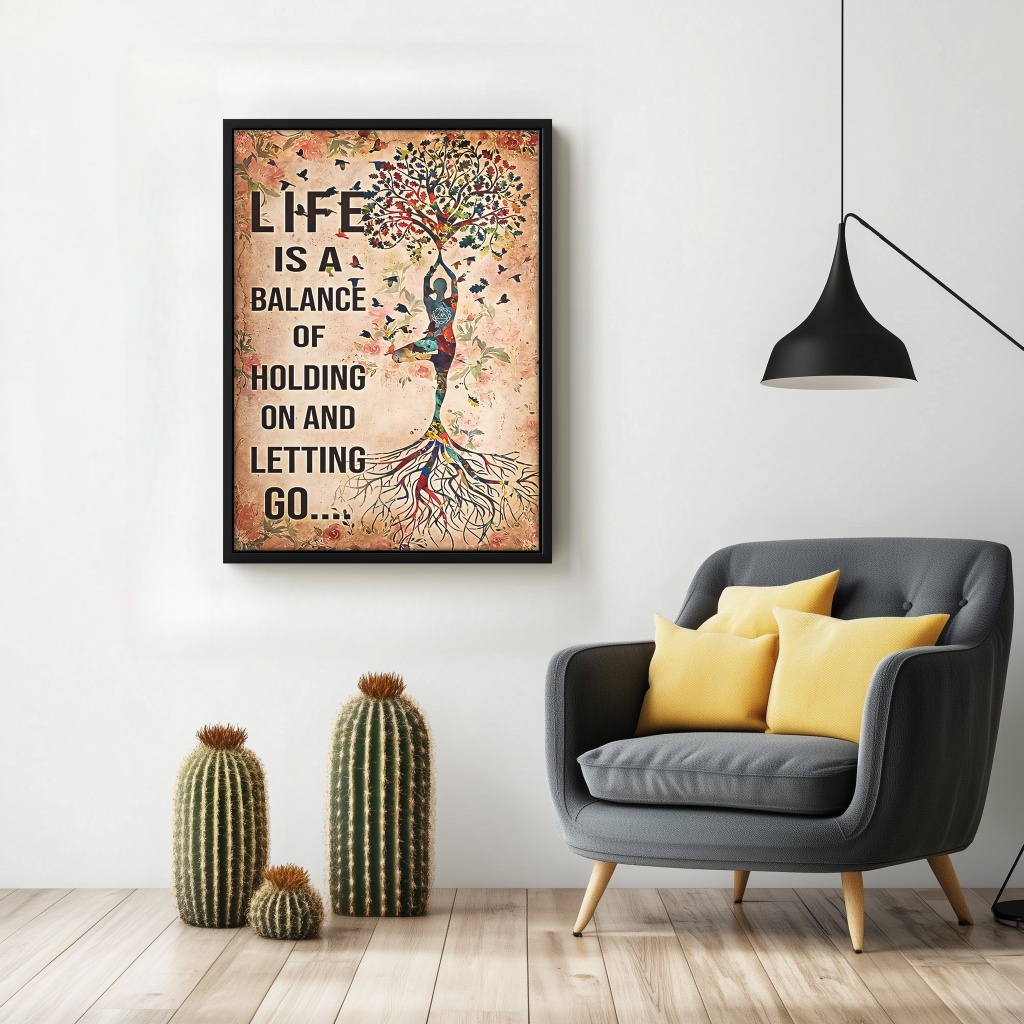 LIFE
IS A
BALANCE
OF
HOLDING
ON AND
LETTING
GO....